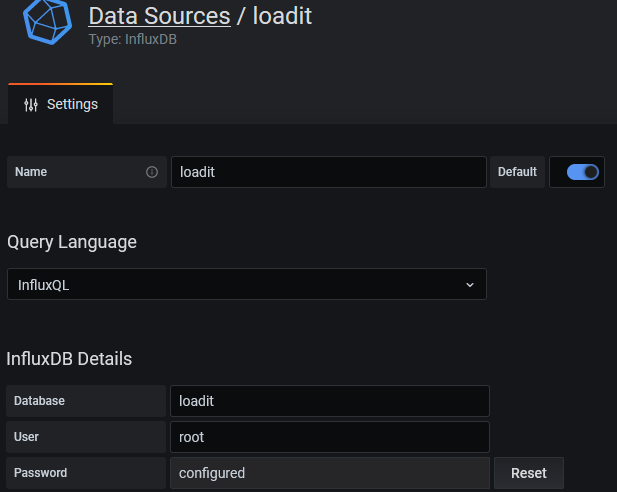 Data Sources / loadit
Type: InfluxDB
Settings
Name loadit Default
Query Language
InfluxQL
InfluxDB Details
Database loadit
User root
Password configured Reset